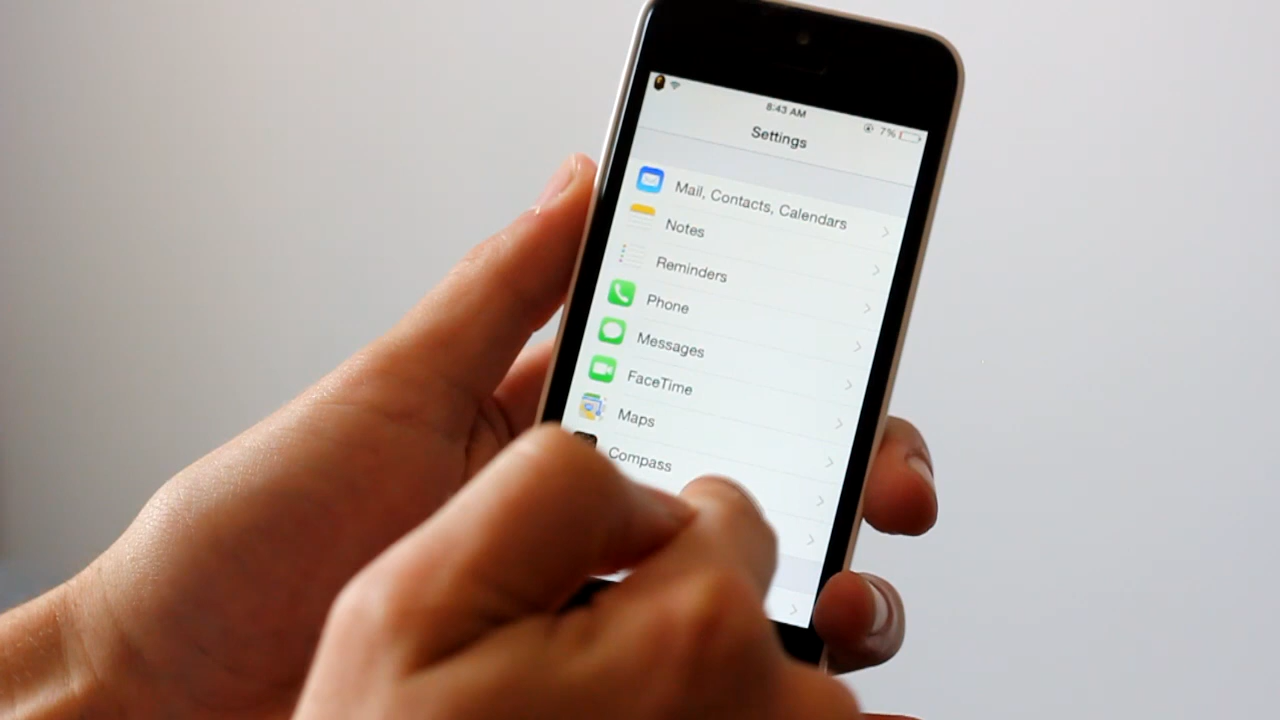 8:43 AM
7%
Settings
Mail, Contacts, Calendars
Notes
Reminders
Phone
Messages
FaceTime
Maps
Compass